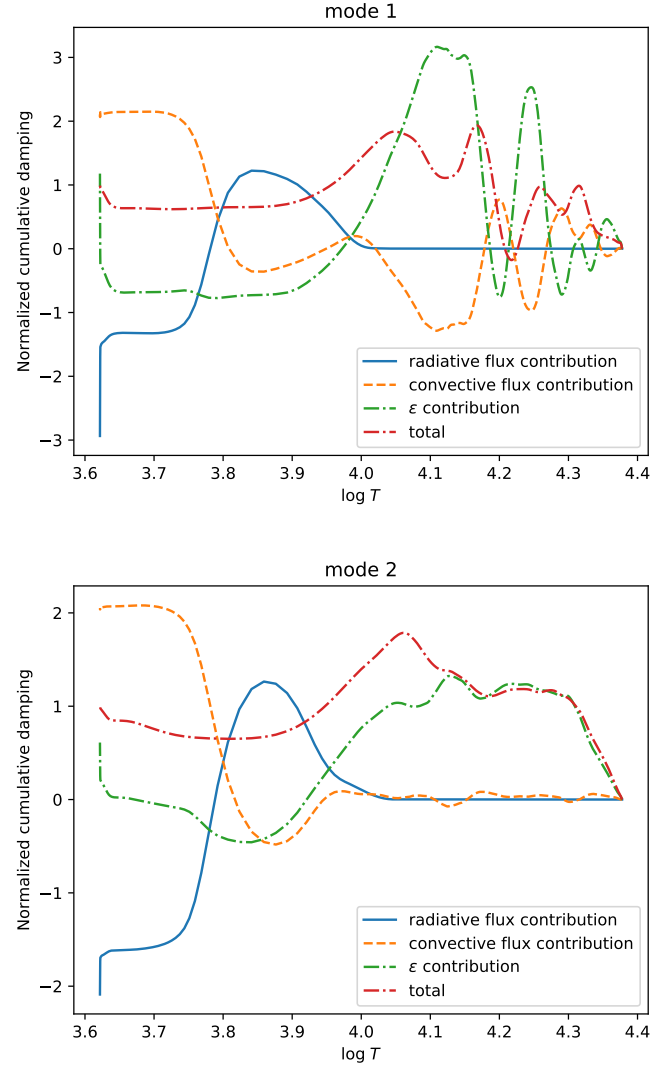 mode 1
Normalized cumulative damping
3
2
1
0
−1
−2
−3
3.6 3.7 3.8 3.9 4.0 4.1 4.2 4.3 4.4
log T
radiative flux contribution
convective flux contribution
ε contribution
total
mode 2
Normalized cumulative damping
2
1
0
−1
−2
3.6 3.7 3.8 3.9 4.0 4.1 4.2 4.3 4.4
log T
radiative flux contribution
convective flux contribution
ε contribution
total